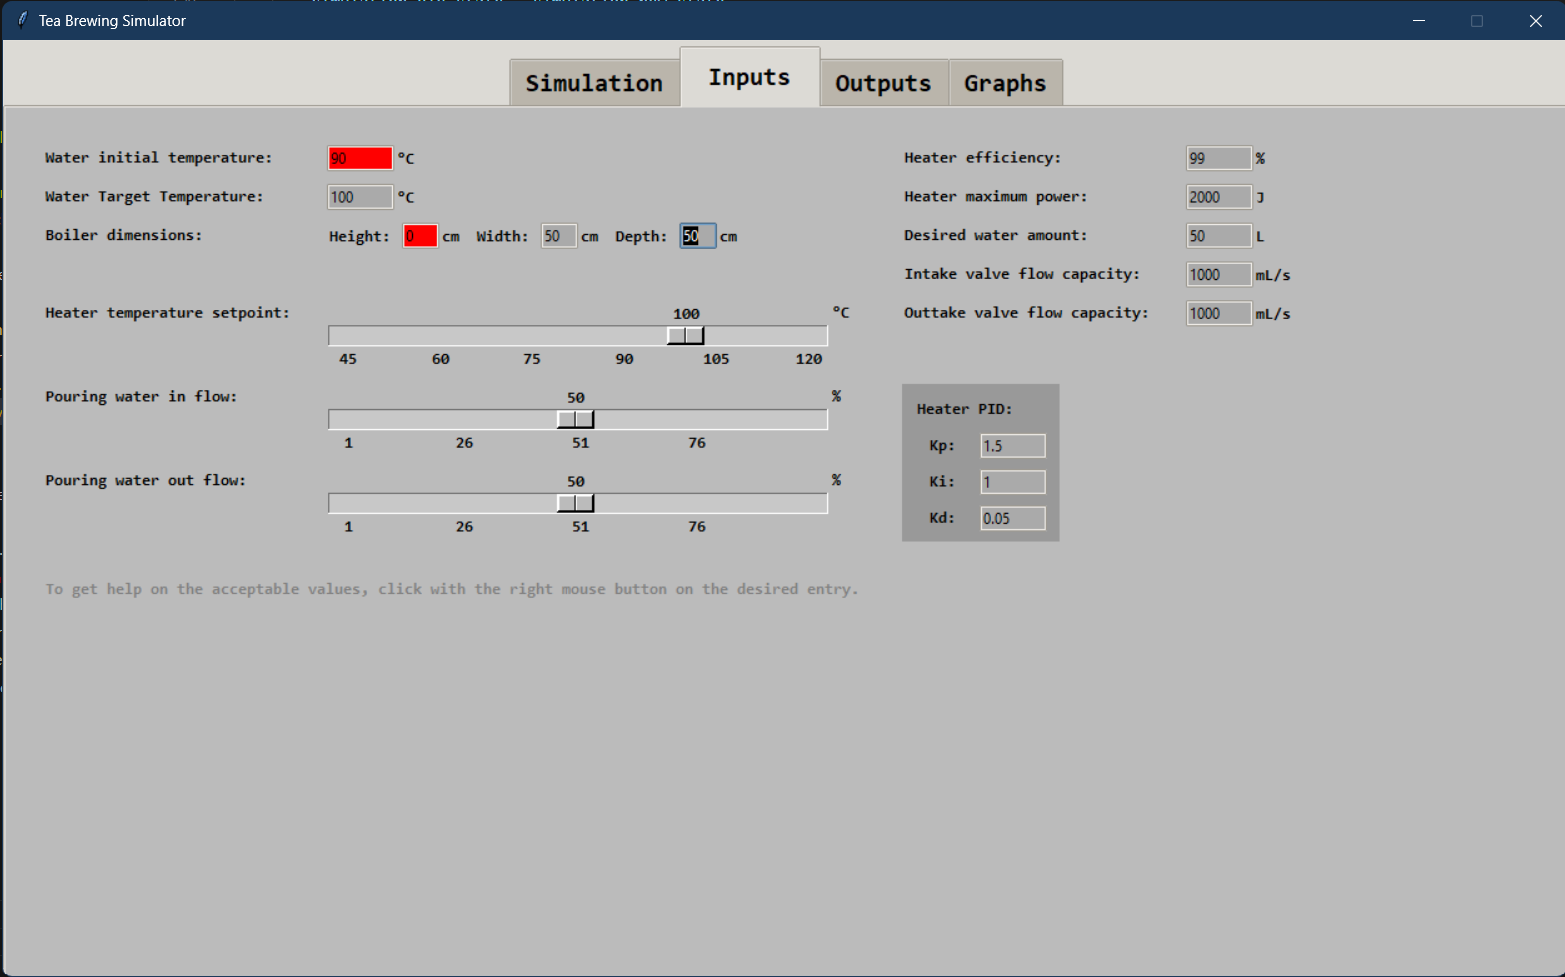 Tea Brewing Simulator
Simulation Inputs Outputs Graphs
Water initial temperature: 90 °C
Water Target Temperature: 100 °C
Boiler dimensions: Height: 0 cm Width: 50 cm Depth: 50 cm
Heater temperature setpoint: 100 °C
45 60 75 90 105 120
Pouring water in flow: 50 %
1 26 51 76
Pouring water out flow: 50 %
1 26 51 76
To get help on the acceptable values, click with the right mouse button on the desired entry.
Heater efficiency: 99 %
Heater maximum power: 2000 J
Desired water amount: 50 L
Intake valve flow capacity: 1000 mL/s
Outtake valve flow capacity: 1000 mL/s
Heater PID:
Kp: 1.5
Ki: 1
Kd: 0.05